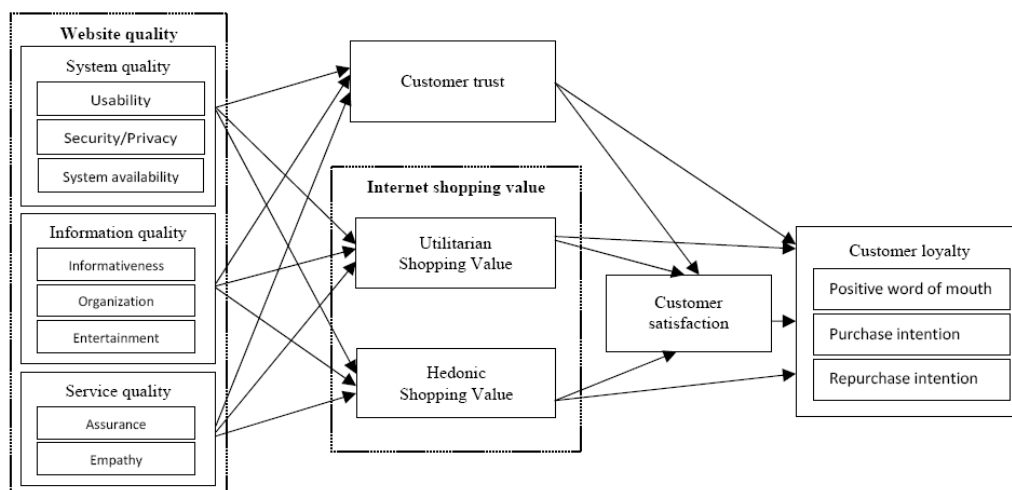 Website quality
System quality
Usability
Security/Privacy
System availability
Information quality
Informativeness
Organization
Entertainment
Service quality
Assurance
Empathy
Customer trust
Internet shopping value
Utilitarian
Shopping Value
Hedonic
Shopping Value
Customer
satisfaction
Customer loyalty
Positive word of mouth
Purchase intention
Repurchase intention